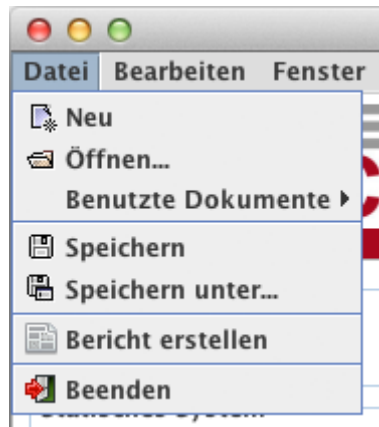 Datei Bearbeiten Fenster
Neu
Öffnen...
Benutzte Dokumente
Speichern
Speichern unter...
Bericht erstellen
Beenden